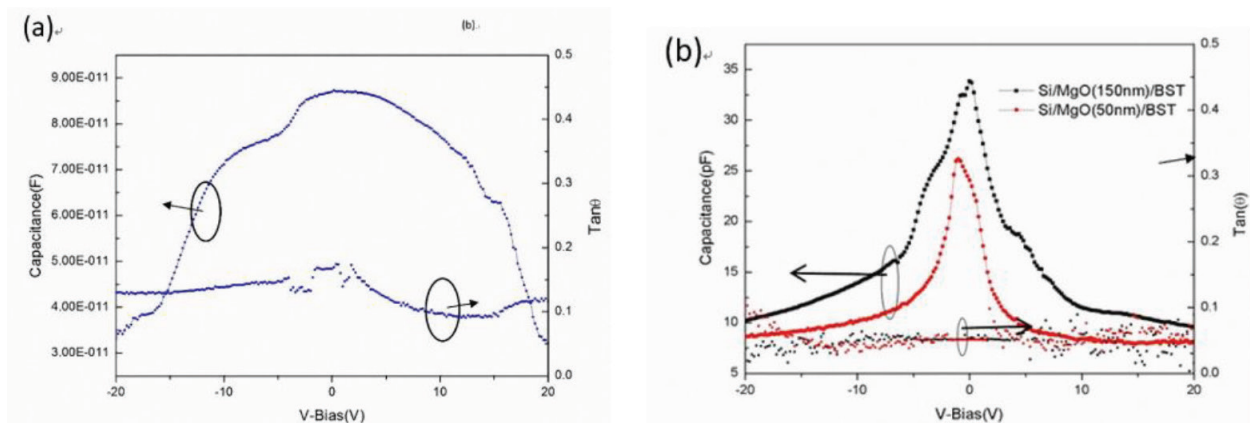 (a)↵
(b)↵
9.00E-011
8.00E-011
7.00E-011
6.00E-011
5.00E-011
4.00E-011
3.00E-011
Capacitance(F)
0.5
0.4
0.3
0.2
0.1
0.0
Tanθ
-20 -10 0 10 20
V-Bias(V)
(b)↵
35
30
25
20
15
10
5
Capacitance(pF)
Si/MgO(150nm)/BST
Si/MgO(50nm)/BST
0.5
0.4
0.3
0.2
0.1
0.0
Tan(θ)
-20 -10 0 10 20
V-Bias(V)